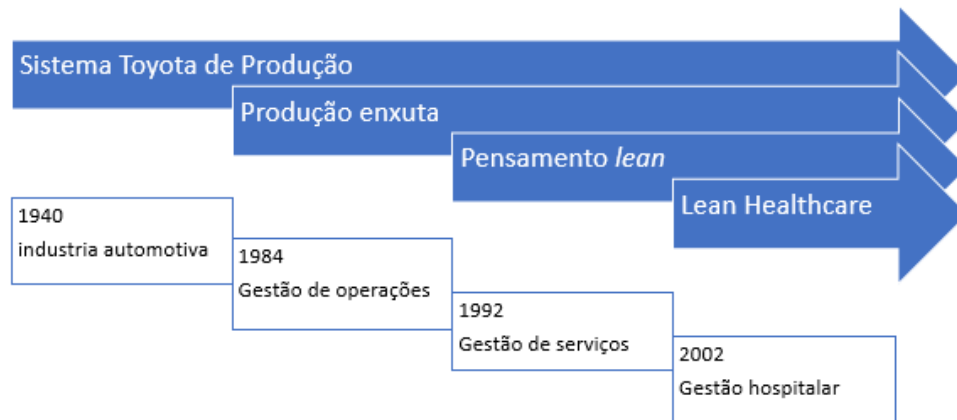 Sistema Toyota de Produção
Produção enxuta
Pensamento lean
Lean Healthcare
1940
industria automotiva
1984
Gestão de operações
1992
Gestão de serviços
2002
Gestão hospitalar